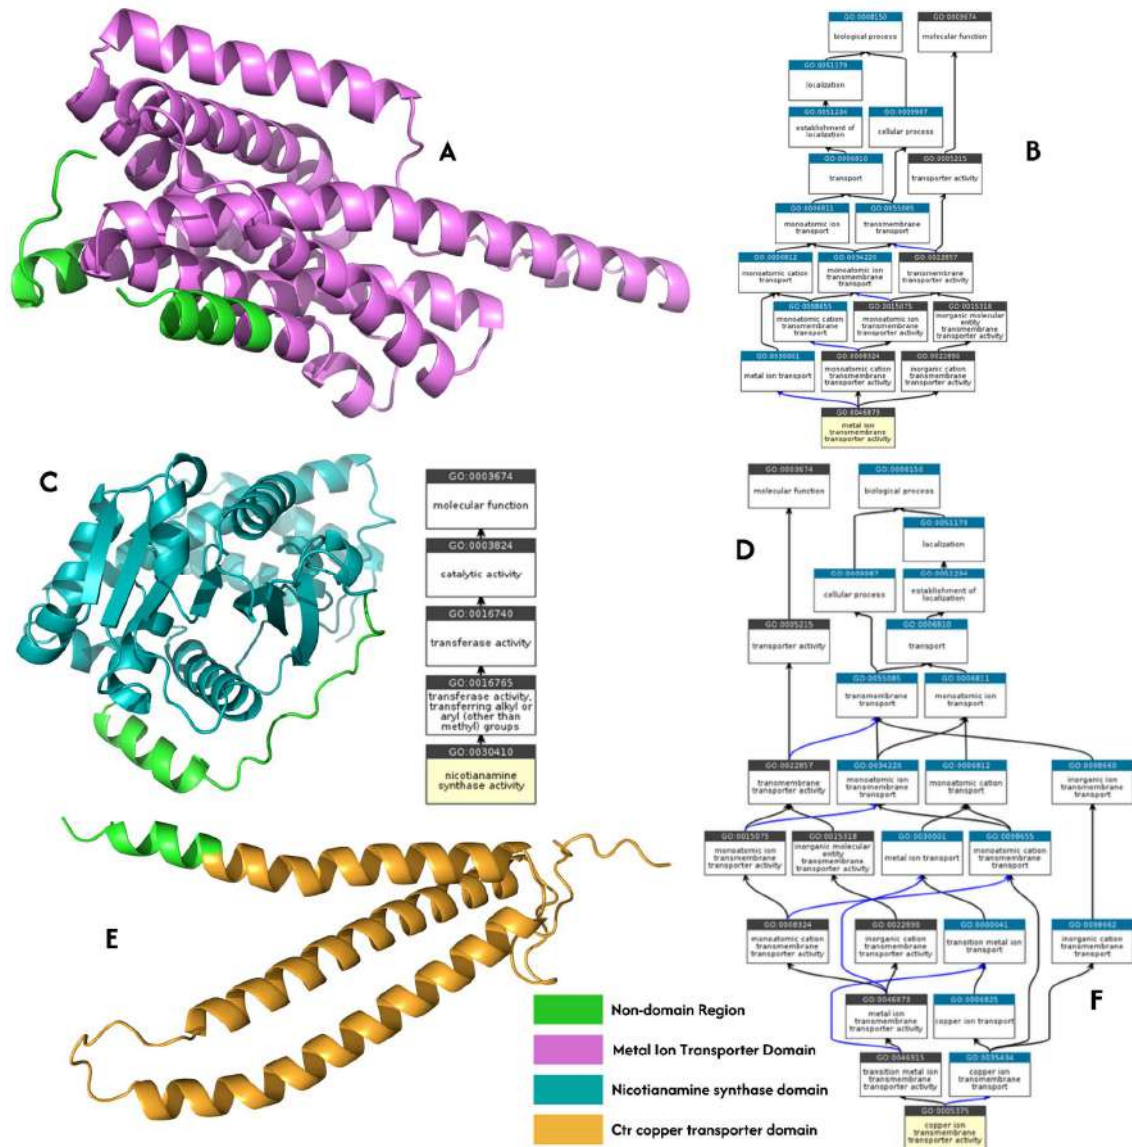 A
B
GO:0008150
biological process
GO:0003674
molecular function
GO:0051179
localization
GO:0051234
establishment of
localization
GO:0009987
cellular process
GO:0006810
transport
GO:0005215
transporter activity
GO:0006811
monoatomic ion
transport
GO:0055085
transmembrane
transport
GO:0006812
monoatomic cation
transport
GO:0034220
monoatomic ion
transmembrane
transport
GO:0022857
transmembrane
transporter activity
GO:0098655
monoatomic cation
transmembrane
transport
GO:0015075
monoatomic ion
transmembrane
transporter activity
GO:0015318
inorganic molecular
entity
transmembrane
transporter activity
GO:0030001
metal ion transport
GO:0008324
monoatomic cation
transmembrane
transporter activity
GO:0022890
inorganic cation
transmembrane
transporter activity
GO:0046873
metal ion
transmembrane
transporter activity
C
GO:0003674
molecular function
GO:0003824
catalytic activity
GO:0016740
transferase activity
GO:0016765
transferase activity,
transferring alkyl or
aryl (other than
methyl) groups
GO:0030410
nicotianamine
synthase activity
D
GO:0003674
molecular function
GO:0008150
biological process
GO:0051179
localization
GO:0009987
cellular process
GO:0051234
establishment of
localization
GO:0005215
transporter activity
GO:0006810
transport
GO:0055085
transmembrane
transport
GO:0006811
monoatomic ion
transport
GO:0022857
transmembrane
transporter activity
GO:0034220
monoatomic ion
transmembrane
transport
GO:0006812
monoatomic cation
transport
GO:0098660
inorganic ion
transmembrane
transport
GO:0015075
monoatomic ion
transmembrane
transporter activity
GO:0015318
inorganic molecular
entity
transmembrane
transporter activity
GO:0030001
metal ion transport
GO:0098655
monoatomic cation
transmembrane
transport
GO:0008324
monoatomic cation
transmembrane
transporter activity
GO:0022890
inorganic cation
transmembrane
transporter activity
GO:0000041
transition metal ion
transport
GO:0098662
inorganic cation
transmembrane
transport
GO:0046873
metal ion
transmembrane
transporter activity
GO:0006825
copper ion transport
GO:0046915
transition metal ion
transmembrane
transporter activity
GO:0035434
copper ion
transmembrane
transport
GO:0005375
copper ion
transmembrane
transporter activity
E
F
Non-domain Region
Metal Ion Transporter Domain
Nicotianamine synthase domain
Ctr copper transporter domain